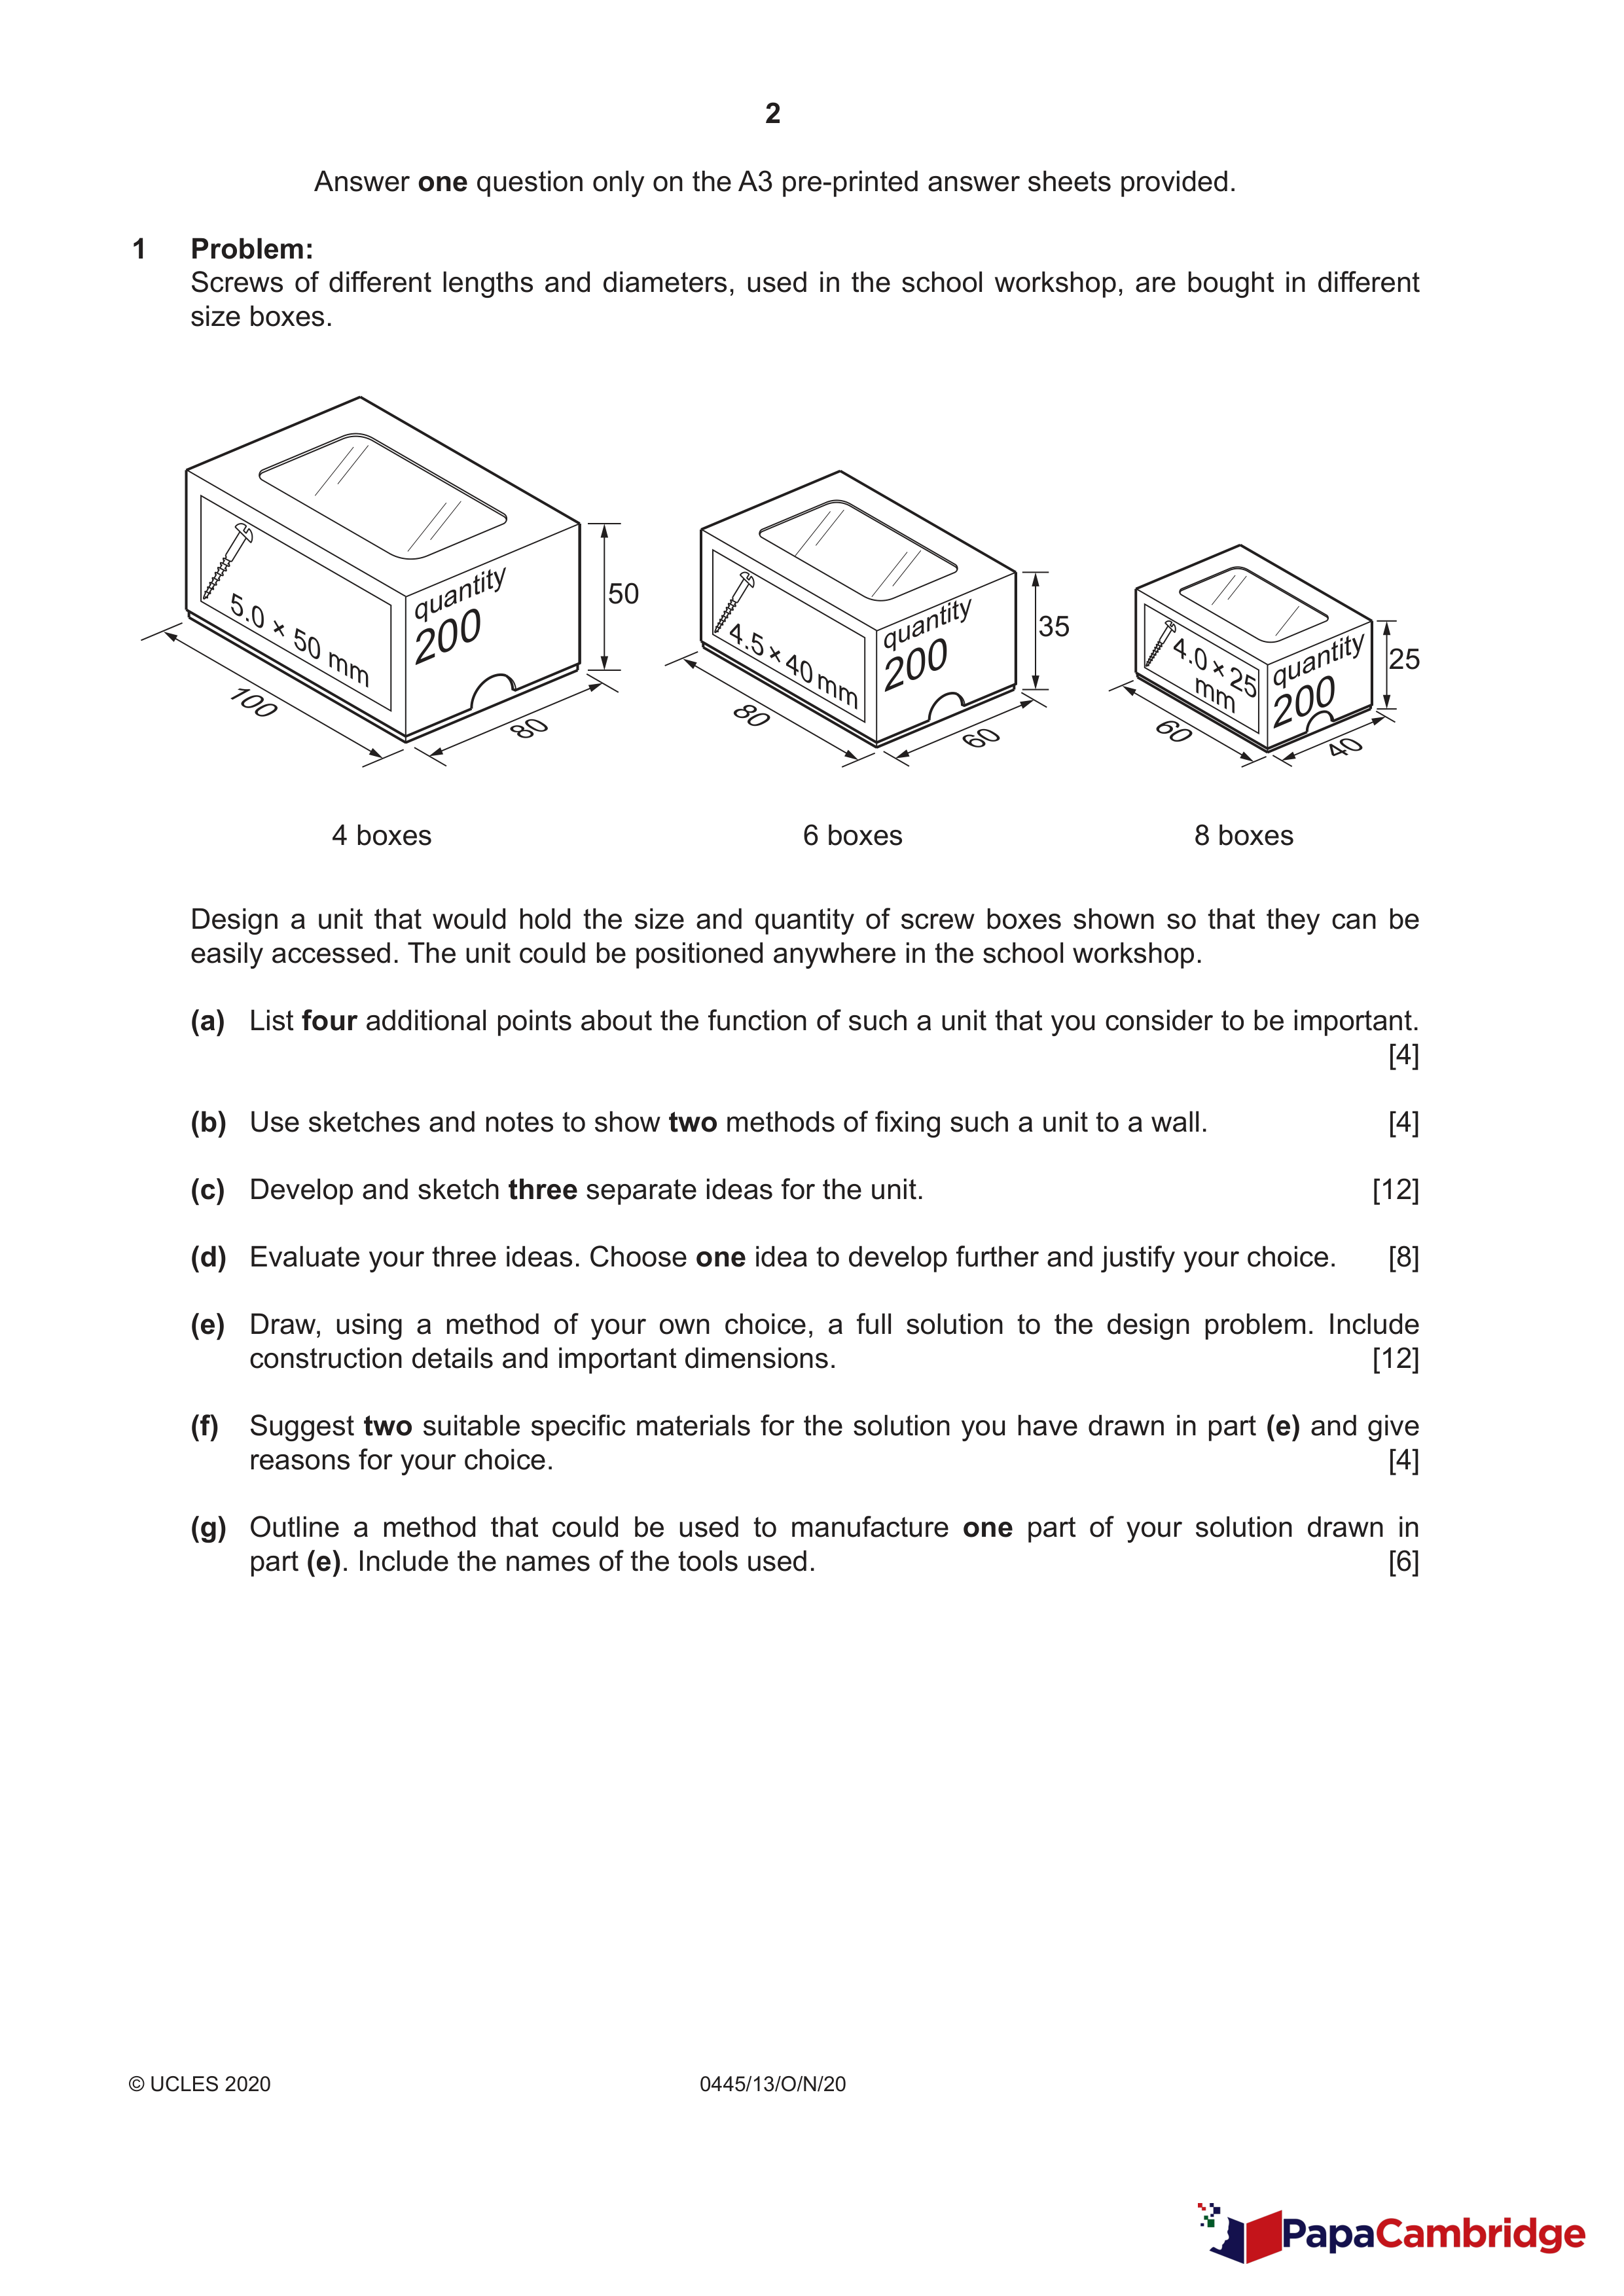 2
Answer one question only on the A3 pre-printed answer sheets provided.
1 Problem:
Screws of different lengths and diameters, used in the school workshop, are bought in different
size boxes.
5.0 × 50 mm
quantity
200
50
100
80
4.5 × 40 mm
quantity
200
35
80
60
4.0 × 25
mm
quantity
200
25
60
40
4 boxes
6 boxes
8 boxes
Design a unit that would hold the size and quantity of screw boxes shown so that they can be
easily accessed. The unit could be positioned anywhere in the school workshop.
(a) List four additional points about the function of such a unit that you consider to be important.
[4]
(b) Use sketches and notes to show two methods of fixing such a unit to a wall. [4]
(c) Develop and sketch three separate ideas for the unit. [12]
(d) Evaluate your three ideas. Choose one idea to develop further and justify your choice. [8]
(e) Draw, using a method of your own choice, a full solution to the design problem. Include
construction details and important dimensions. [12]
(f) Suggest two suitable specific materials for the solution you have drawn in part (e) and give
reasons for your choice. [4]
(g) Outline a method that could be used to manufacture one part of your solution drawn in
part (e). Include the names of the tools used. [6]
© UCLES 2020
0445/13/O/N/20
PapaCambridge